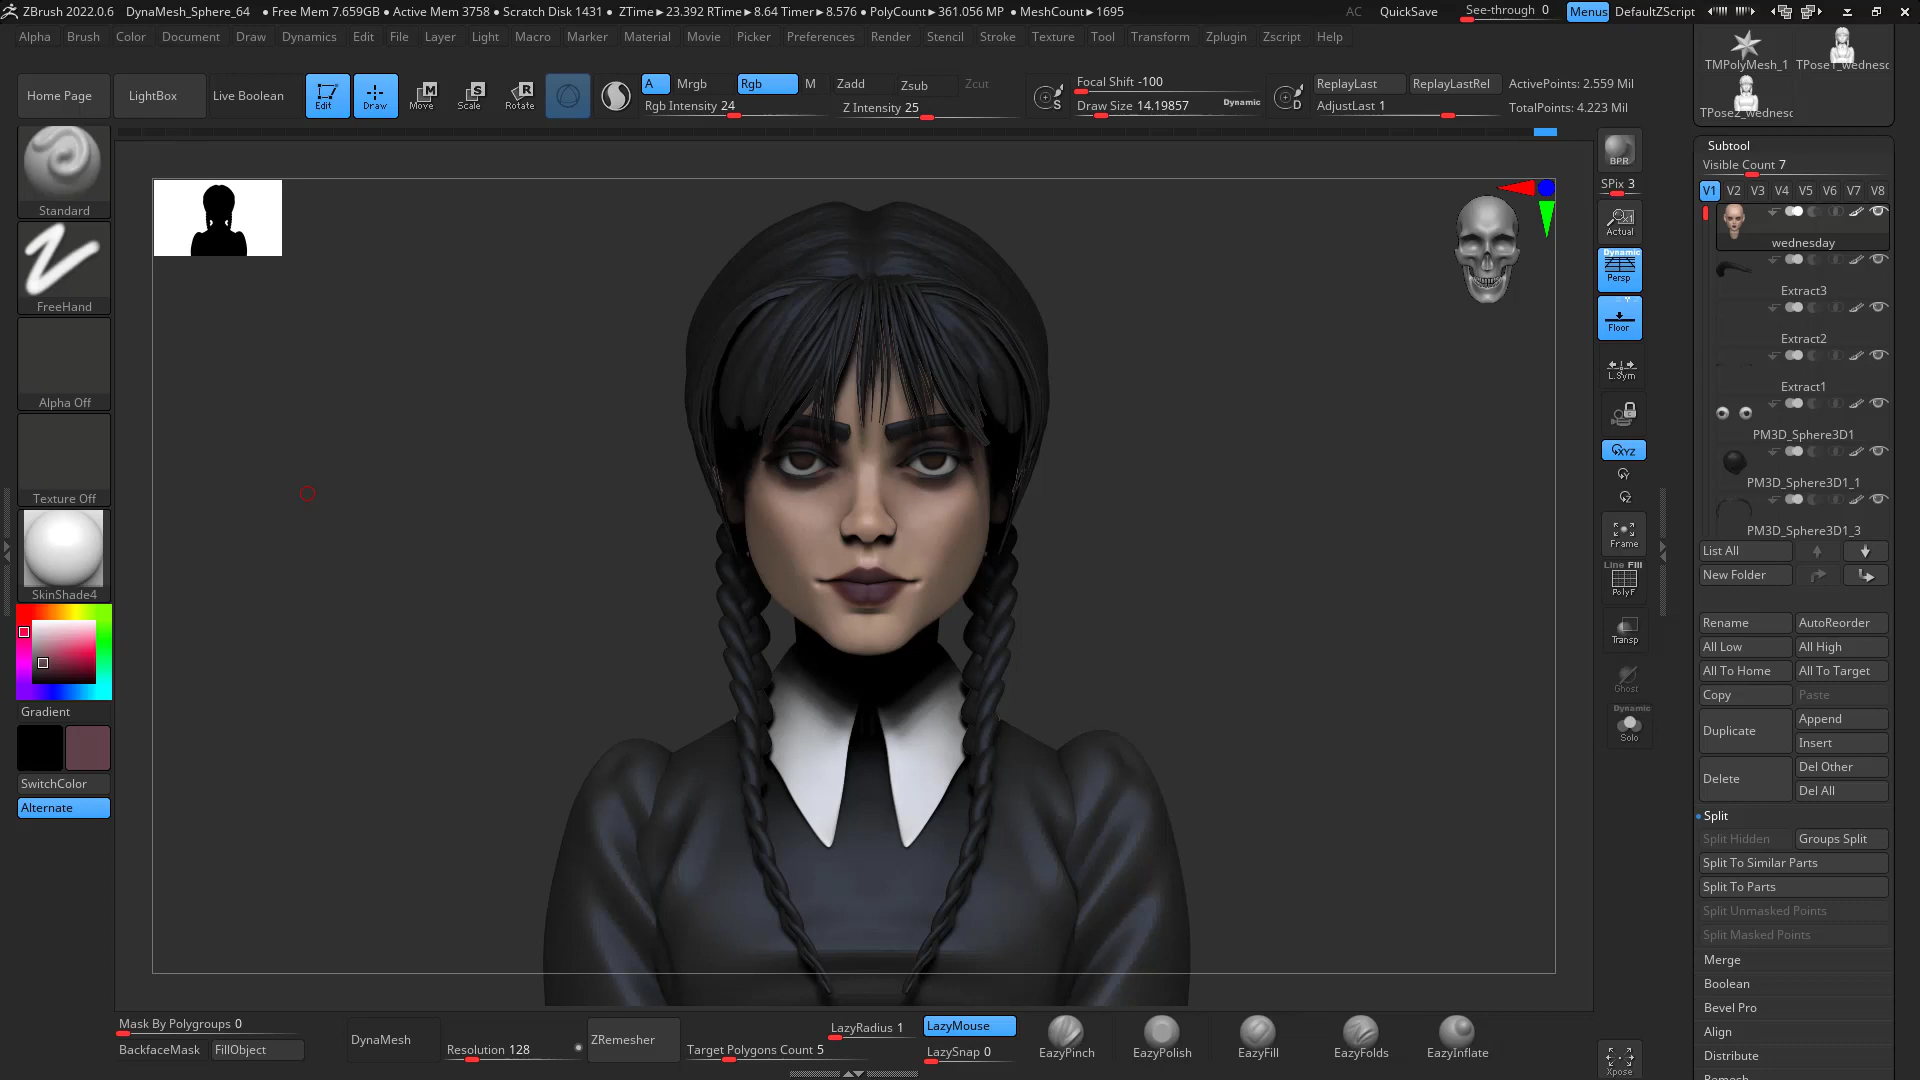 ZBrush 2022.0.6 DynaMesh_Sphere_64 ● Free Mem 7.659GB ● Active Mem 3758 ● Scratch Disk 1431 ● ZTime►23.392 RTime►8.64 Timer►8.576 ● PolyCount►361.056 MP ● MeshCount►1695 AC QuickSave See-through 0 Menus DefaultZScript
Alpha Brush Color Document Draw Dynamics Edit File Layer Light Macro Marker Material Movie Picker Preferences Render Stencil Stroke Texture Tool Transform Zplugin Zscript Help
TMPolyMesh_1 TPose1_wednesd
TPose2_wednesd
Home Page LightBox Live Boolean Edit Draw Move Scale Rotate
A Mrgb Rgb M Zadd Zsub Zcut
Rgb Intensity 24 Z Intensity 25
Focal Shift -100
Draw Size 14.19857 Dynamic
S D
ReplayLast ReplayLastRel ActivePoints: 2.559 Mil
AdjustLast 1 TotalPoints: 4.223 Mil
Standard
FreeHand
Alpha Off
Texture Off
SkinShade4
Gradient
SwitchColor
Alternate
BPR
SPix 3
Actual
Dynamic
Persp
Floor
L.Sym
XYZ
Y
Z
Frame
Line Fill
PolyF
Transp
Ghost
Dynamic
Solo
Xpose
Subtool
Visible Count 7
V1 V2 V3 V4 V5 V6 V7 V8
wednesday
Extract3
Extract2
Extract1
PM3D_Sphere3D1
PM3D_Sphere3D1_1
PM3D_Sphere3D1_3
List All
New Folder
Rename AutoReorder
All Low All High
All To Home All To Target
Copy Paste
Duplicate Append
Insert
Delete Del Other
Del All
Split
Split Hidden Groups Split
Split To Similar Parts
Split To Parts
Split Unmasked Points
Split Masked Points
Merge
Boolean
Bevel Pro
Align
Distribute
Remesh
Mask By Polygroups 0
BackfaceMask FillObject
DynaMesh Resolution 128
ZRemesher Target Polygons Count 5
LazyRadius 1 LazyMouse
LazySnap 0
EazyPinch EazyPolish EazyFill EazyFolds EazyInflate